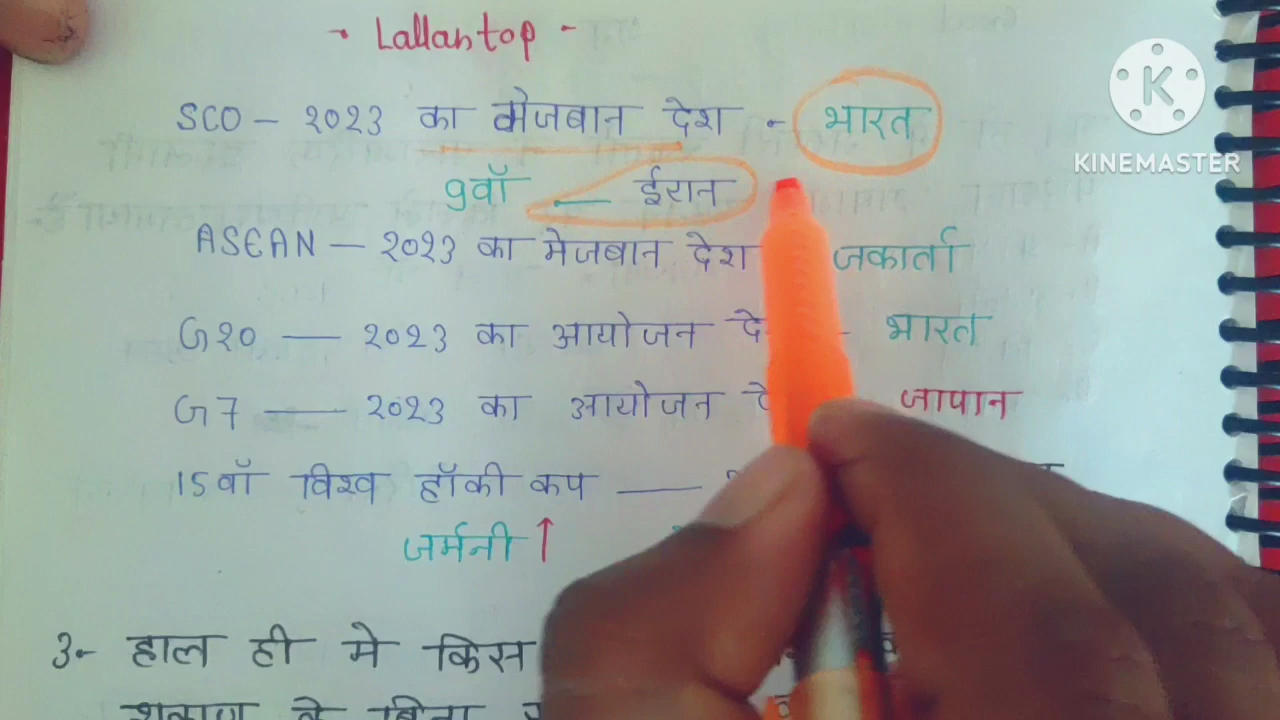 - Lallantop -
SCO - 2023 का मेजबान देश - भारत
9वॉ — ईरान
ASEAN - 2023 का मेजबान देश जकार्ता
G20 — 2023 का आयोजन दे - भारत
G7 — 2023 का आयोजन दे जापान
15वॉ विश्व हॉकी कप —
जर्मनी ↑
3- हाल ही मे किस
के बिना
K
KINEMASTER